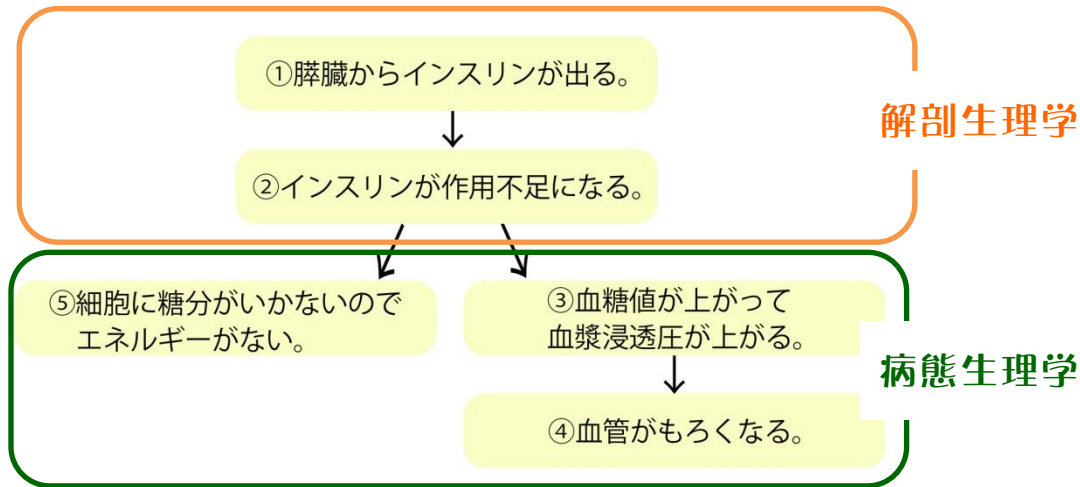 ①膵臓からインスリンが出る。
解剖生理学
②インスリンが作用不足になる。
⑤細胞に糖分がいかないので
エネルギーがない。
③血糖値が上がって
血漿浸透圧が上がる。
病態生理学
④血管がもろくなる。